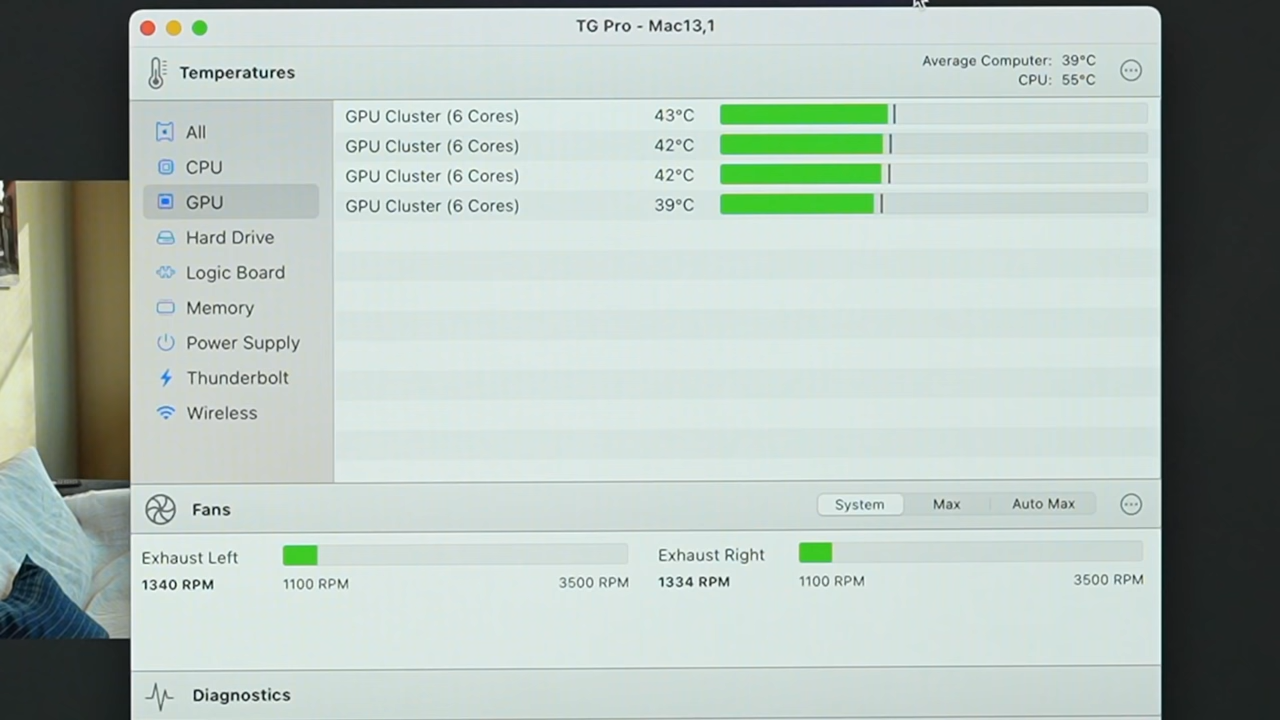 TG Pro - Mac13,1
Temperatures
Average Computer: 39°C
CPU: 55°C
All
CPU
GPU
Hard Drive
Logic Board
Memory
Power Supply
Thunderbolt
Wireless
GPU Cluster (6 Cores) 43°C
GPU Cluster (6 Cores) 42°C
GPU Cluster (6 Cores) 42°C
GPU Cluster (6 Cores) 39°C
Fans
System Max Auto Max
Exhaust Left
1340 RPM 1100 RPM 3500 RPM
Exhaust Right
1334 RPM 1100 RPM 3500 RPM
Diagnostics